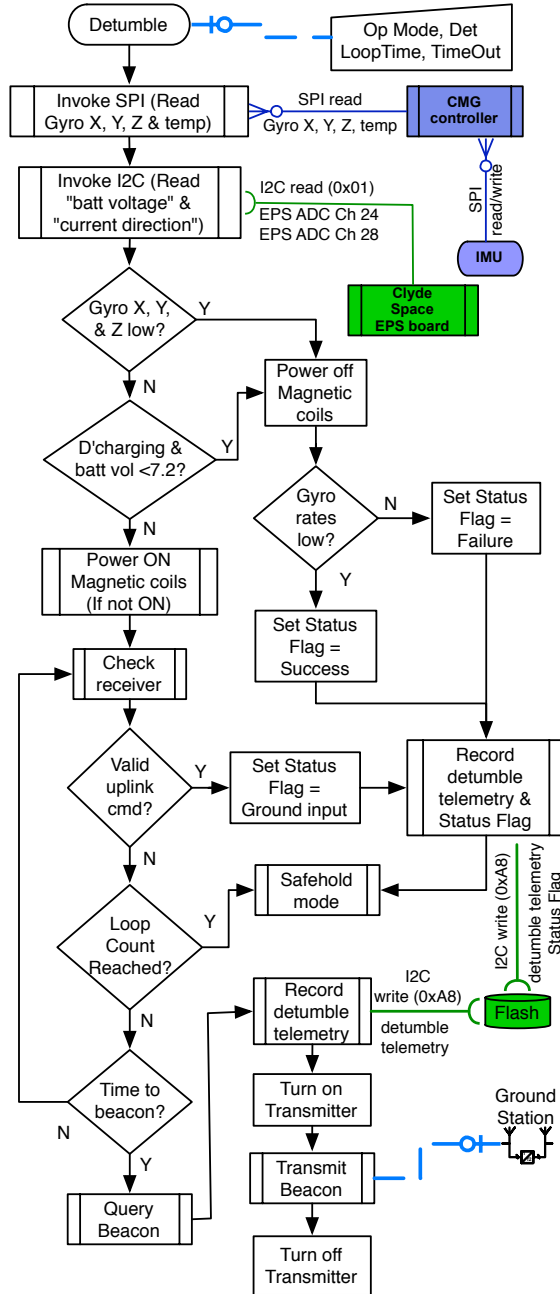 Detumble
Op Mode, Det
LoopTime, TimeOut
Invoke SPI (Read
Gyro X, Y, Z & temp)
SPI read
Gyro X, Y, Z, temp
CMG
controller
Invoke I2C (Read
"batt voltage" &
"current direction")
I2C read (0x01)
EPS ADC Ch 24
EPS ADC Ch 28
SPI
read/write
IMU
Clyde
Space
EPS board
Gyro X, Y,
& Z low?
Y
N
Power off
Magnetic
coils
D'charging &
batt vol <7.2?
Y
N
Gyro
rates
low?
N
Y
Set Status
Flag =
Failure
Power ON
Magnetic coils
(If not ON)
Set Status
Flag =
Success
Check
receiver
Valid
uplink
cmd?
Y
N
Set Status
Flag =
Ground input
Record
detumble
telemetry &
Status Flag
Safehold
mode
I2C write (0xA8)
detumble telemetry
Status Flag
Loop
Count
Reached?
Y
N
Record
detumble
telemetry
I2C
write (0xA8)
detumble
telemetry
Flash
Time to
beacon?
N
Y
Turn on
Transmitter
Ground
Station
Query
Beacon
Transmit
Beacon
Turn off
Transmitter